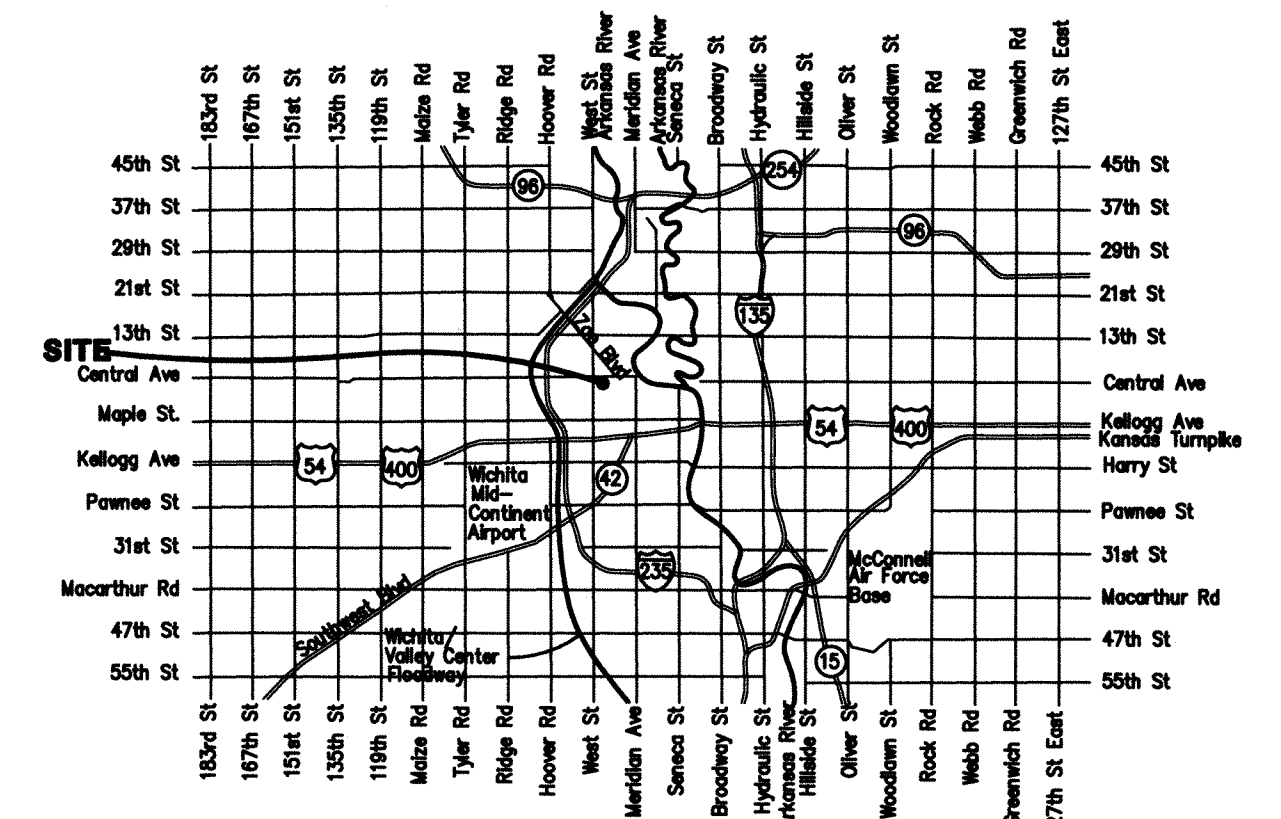 183rd St
167th St
151st St
135th St
119th St
Maize Rd
Tyler Rd
Ridge Rd
Hoover Rd
West St
Arkansas River
Meridian Ave
Arkansas River
Seneca St
Broadway St
Hydraulic St
Hillside St
Oliver St
Woodlawn St
Rock Rd
Webb Rd
Greenwich Rd
127th St East
45th St
37th St
29th St
21st St
13th St
SITE
Central Ave
Maple St.
Kellogg Ave
Pawnee St
31st St
Macarthur Rd
47th St
55th St
96
254
96
135
Zoo Blvd
54
400
54
400
42
Wichita
Mid-
Continent
Airport
235
Southwest Blvd
Wichita/
Valley Center
Floodway
McConnell
Air Force
Base
15
45th St
37th St
29th St
21st St
13th St
Central Ave
Kellogg Ave
Kansas Turnpike
Harry St
Pawnee St
31st St
Macarthur Rd
47th St
55th St
183rd St
167th St
151st St
135th St
119th St
Maize Rd
Tyler Rd
Ridge Rd
Hoover Rd
West St
Meridian Ave
Seneca St
Broadway St
Hydraulic St
rkansas River
Hillside St
Oliver St
Woodlawn St
Rock Rd
Webb Rd
Greenwich Rd
27th St East